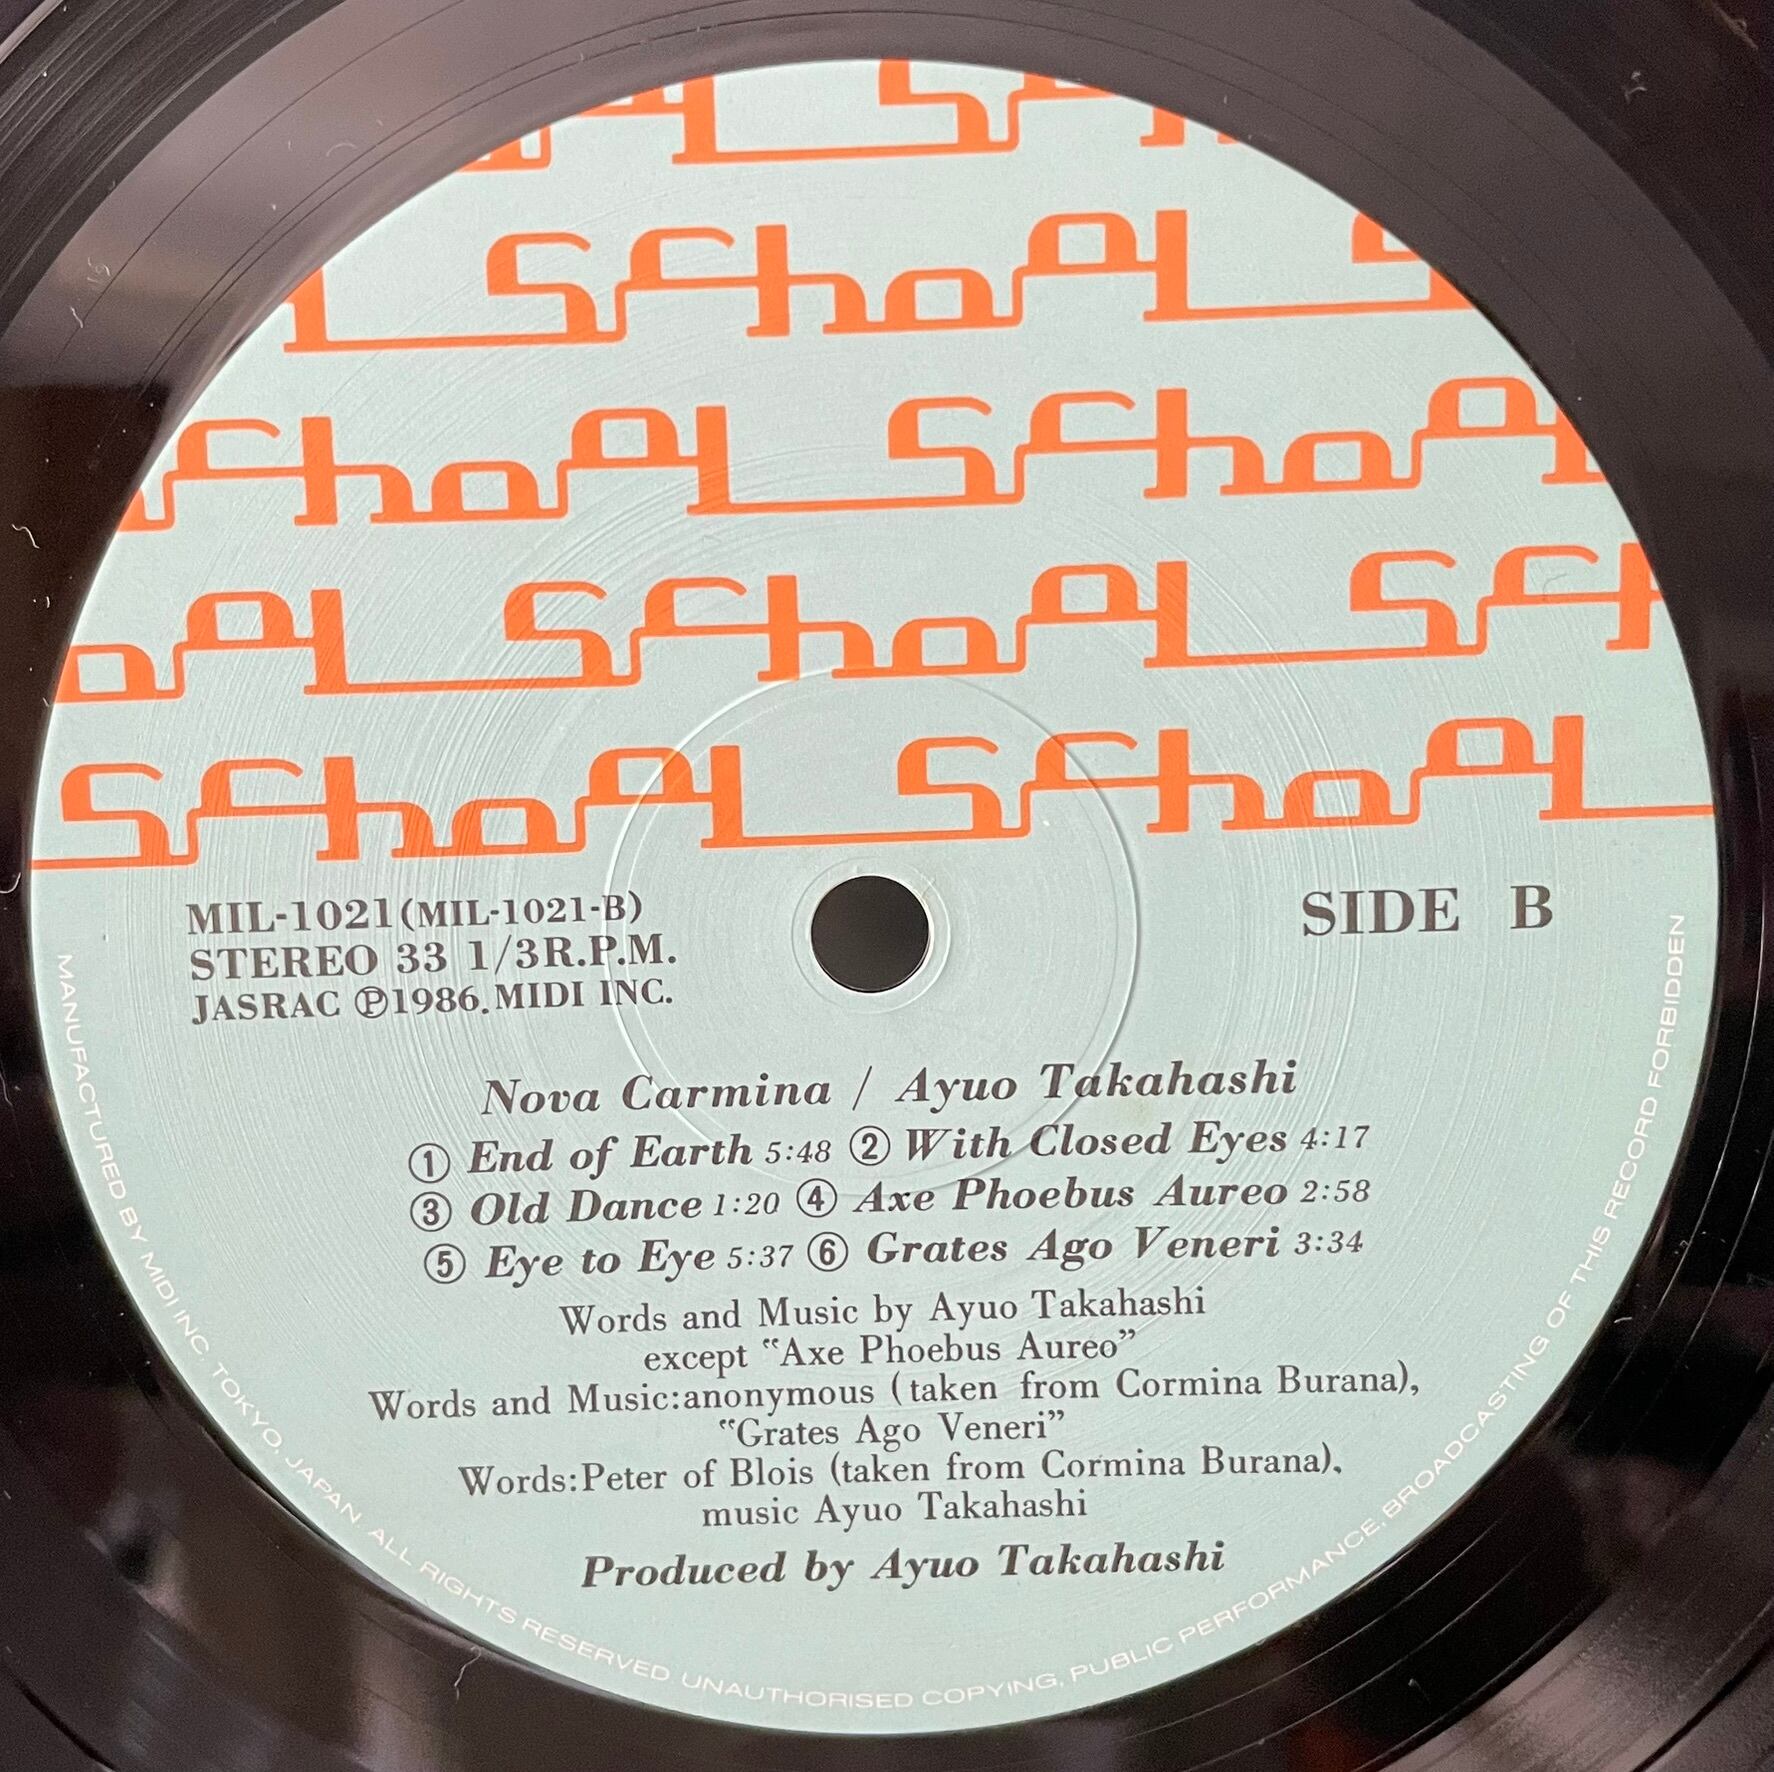 School School
School School
School School
School School
School School
MIL-1021(MIL-1021-B)
STEREO 33 1/3R.P.M.
JASRAC Ⓟ1986. MIDI INC.
SIDE B
Nova Carmina / Ayuo Takahashi
① End of Earth 5:48 ② With Closed Eyes 4:17
③ Old Dance 1:20 ④ Axe Phoebus Aureo 2:58
⑤ Eye to Eye 5:37 ⑥ Grates Ago Veneri 3:34
Words and Music by Ayuo Takahashi
except "Axe Phoebus Aureo"
Words and Music:anonymous (taken from Cormina Burana),
"Grates Ago Veneri"
Words:Peter of Blois (taken from Cormina Burana),
music Ayuo Takahashi
Produced by Ayuo Takahashi
MANUFACTURED BY MIDI INC. TOKYO, JAPAN. ALL RIGHTS RESERVED. UNAUTHORISED COPYING, PUBLIC PERFORMANCE, BROADCASTING OF THIS RECORD FORBIDDEN